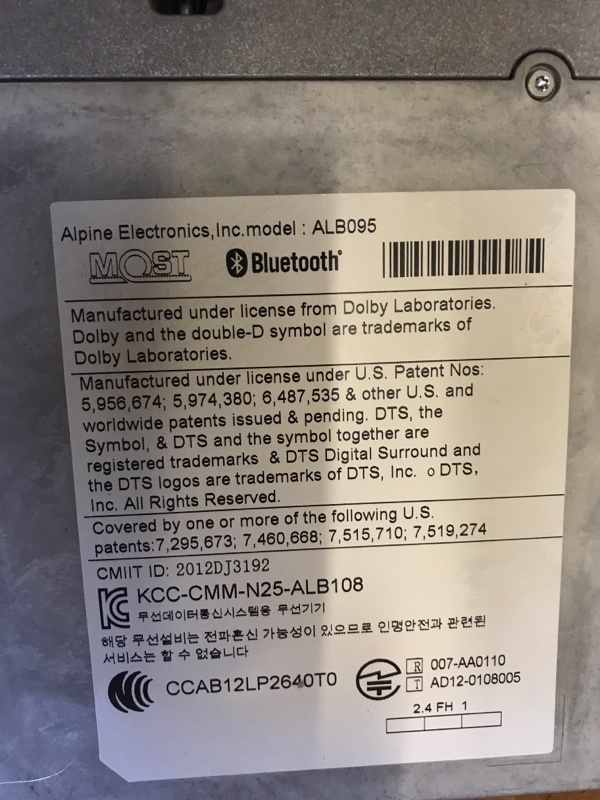 Alpine Electronics,Inc.model : ALB095
MOST Bluetooth®
Manufactured under license from Dolby Laboratories.
Dolby and the double-D symbol are trademarks of
Dolby Laboratories.
Manufactured under license under U.S. Patent Nos:
5,956,674; 5,974,380; 6,487,535 & other U.S. and
worldwide patents issued & pending. DTS, the
Symbol, & DTS and the symbol together are
registered trademarks & DTS Digital Surround and
the DTS logos are trademarks of DTS, Inc. o DTS,
Inc. All Rights Reserved.
Covered by one or more of the following U.S.
patents:7,295,673; 7,460,668; 7,515,710; 7,519,274
CMIIT ID: 2012DJ3192
KCC-CMM-N25-ALB108
무선데이터통신시스템용 무선기기
해당 무선설비는 전파혼신 가능성이 있으므로 인명안전과 관련된
서비스는 할 수 없습니다
CCAB12LP2640T0
R 007-AA0110
T AD12-0108005
2.4 FH 1